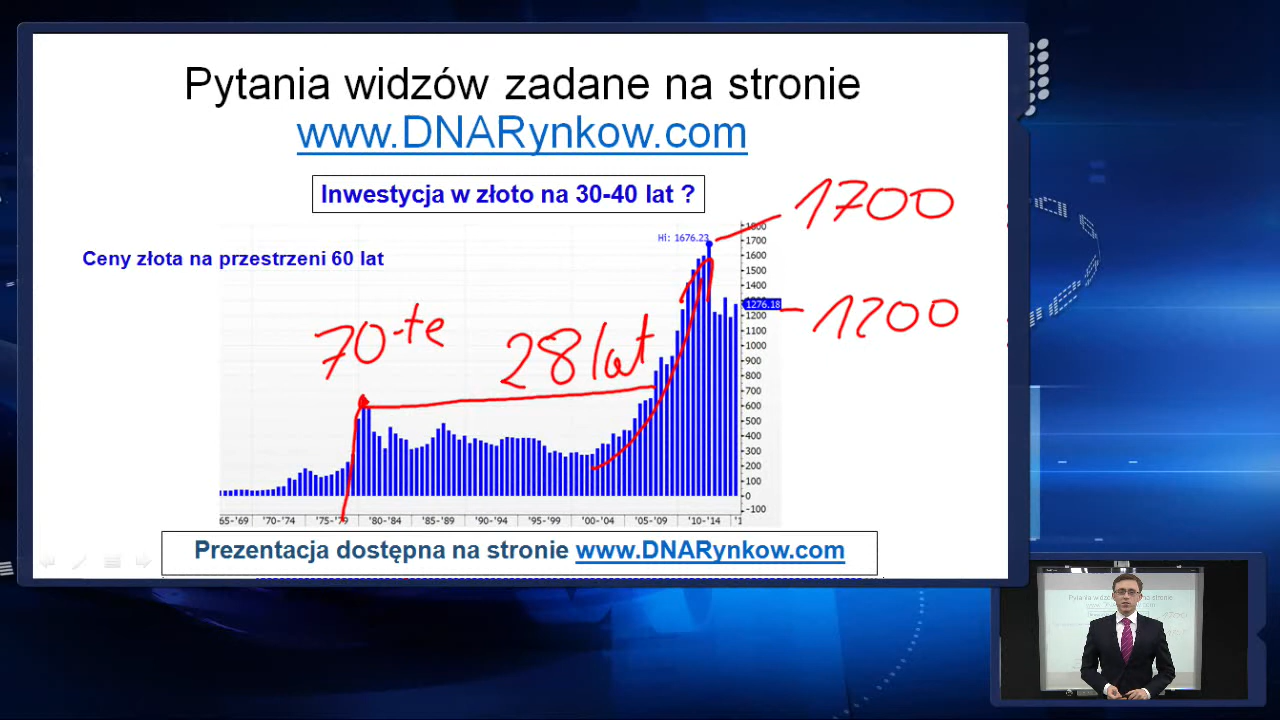 Pytania widzów zadane na stronie
www.DNARynkow.com
Inwestycja w złoto na 30-40 lat ?
Ceny złota na przestrzeni 60 lat
1700
Hi: 1676.23
1800
1700
1600
1500
1400
1276.18
1200
1200
1100
1000
900
800
700
600
500
400
300
200
100
0
-100
70-te
28 lat
65-'69 '70-'74 '75-'79 '80-'84 '85-'89 '90-'94 '95-'99 '00-'04 '05-'09 '10-'14
Prezentacja dostępna na stronie www.DNARynkow.com